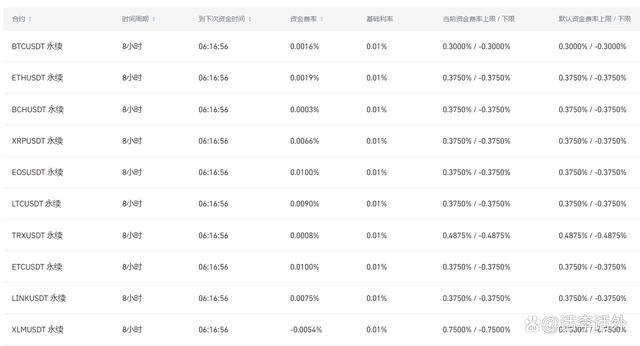 合约 时间周期 到下次资金时间 资金费率 基础利率 当前资金费率上限 / 下限 默认资金费率上限 / 下限
BTCUSDT 永续 8小时 06:16:56 0.0016% 0.01% 0.3000% / -0.3000% 0.3000% / -0.3000%
ETHUSDT 永续 8小时 06:16:56 0.0019% 0.01% 0.3750% / -0.3750% 0.3750% / -0.3750%
BCHUSDT 永续 8小时 06:16:56 0.0003% 0.01% 0.3750% / -0.3750% 0.3750% / -0.3750%
XRPUSDT 永续 8小时 06:16:56 0.0066% 0.01% 0.3750% / -0.3750% 0.3750% / -0.3750%
EOSUSDT 永续 8小时 06:16:56 0.0100% 0.01% 0.3750% / -0.3750% 0.3750% / -0.3750%
LTCUSDT 永续 8小时 06:16:56 0.0090% 0.01% 0.3750% / -0.3750% 0.3750% / -0.3750%
TRXUSDT 永续 8小时 06:16:56 0.0008% 0.01% 0.4875% / -0.4875% 0.4875% / -0.4875%
ETCUSDT 永续 8小时 06:16:56 0.0100% 0.01% 0.3750% / -0.3750% 0.3750% / -0.3750%
LINKUSDT 永续 8小时 06:16:56 0.0075% 0.01% 0.3750% / -0.3750% 0.3750% / -0.3750%
XLMUSDT 永续 8小时 06:16:56 -0.0054% 0.01% 0.7500% / -0.7500% 0.7500% / -0.7500%